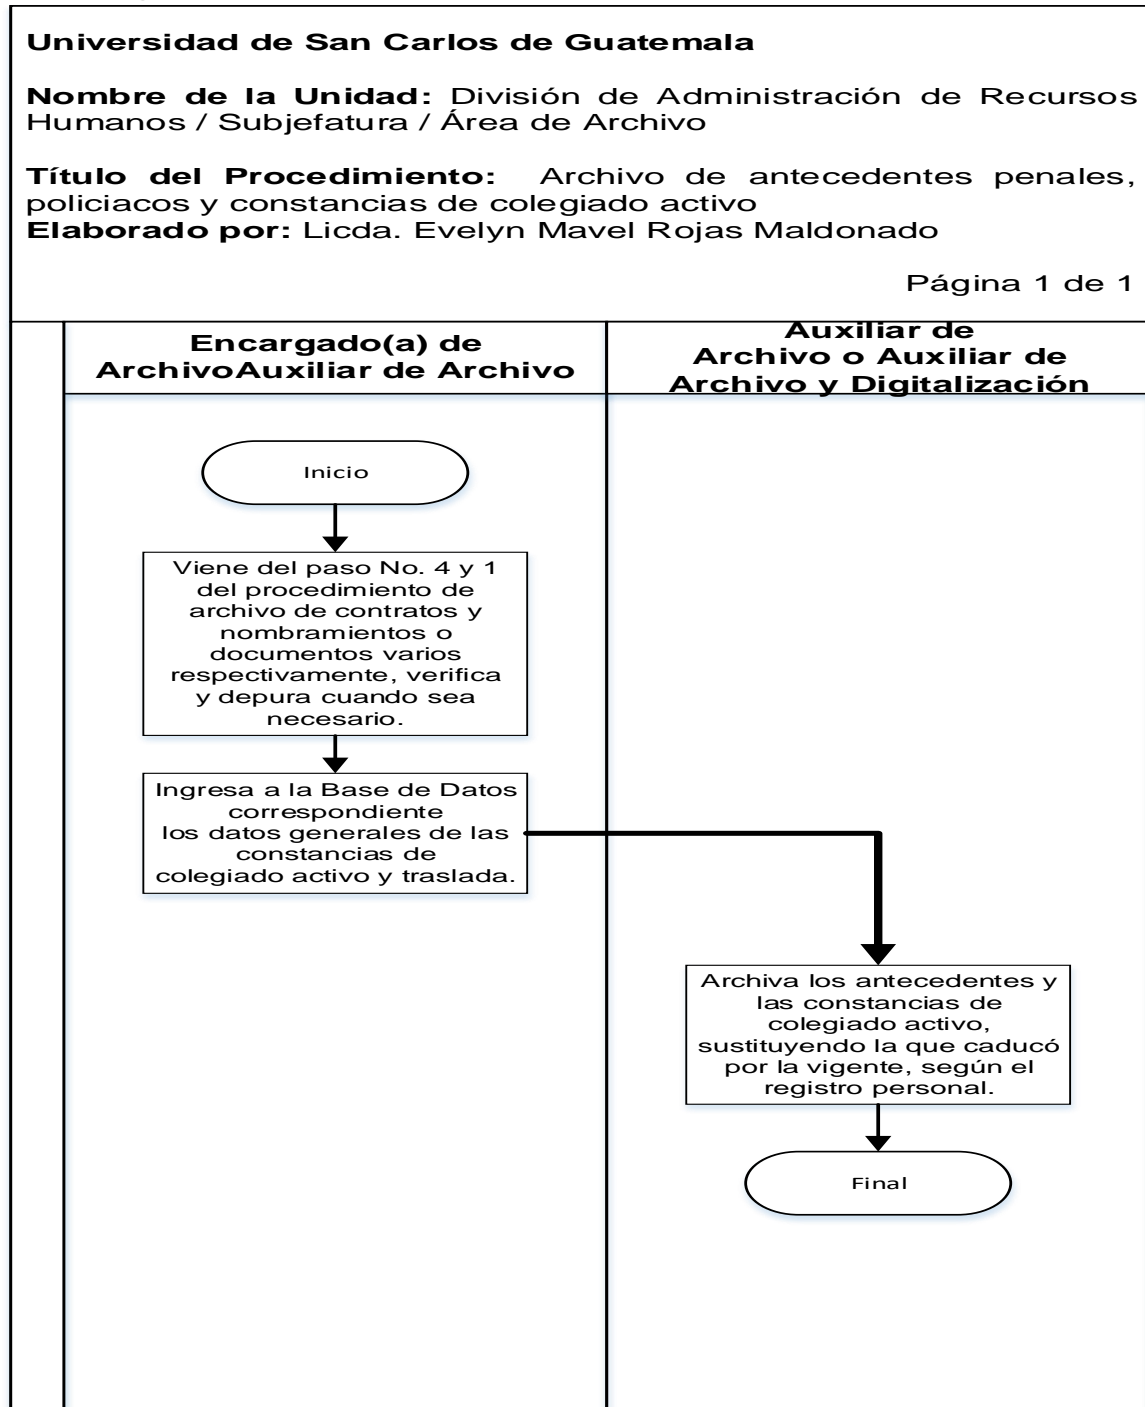 Universidad de San Carlos de Guatemala
Nombre de la Unidad: División de Administración de Recursos
Humanos / Subjefatura / Área de Archivo
Título del Procedimiento: Archivo de antecedentes penales,
policiacos y constancias de colegiado activo
Elaborado por: Licda. Evelyn Mavel Rojas Maldonado
Página 1 de 1
Encargado(a) de
ArchivoAuxiliar de Archivo
Auxiliar de
Archivo o Auxiliar de
Archivo y Digitalización
Inicio
Viene del paso No. 4 y 1
del procedimiento de
archivo de contratos y
nombramientos o
documentos varios
respectivamente, verifica
y depura cuando sea
necesario.
Ingresa a la Base de Datos
correspondiente
los datos generales de las
constancias de
colegiado activo y traslada.
Archiva los antecedentes y
las constancias de
colegiado activo,
sustituyendo la que caducó
por la vigente, según el
registro personal.
Final